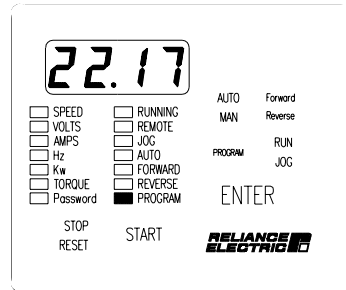 22.17
SPEED
VOLTS
AMPS
Hz
Kw
TORQUE
Password
RUNNING
REMOTE
JOG
AUTO
FORWARD
REVERSE
PROGRAM
AUTO Forward
MAN Reverse
PROGRAM
RUN
JOG
ENTER
STOP
RESET
START
RELIANCE
ELECTRIC